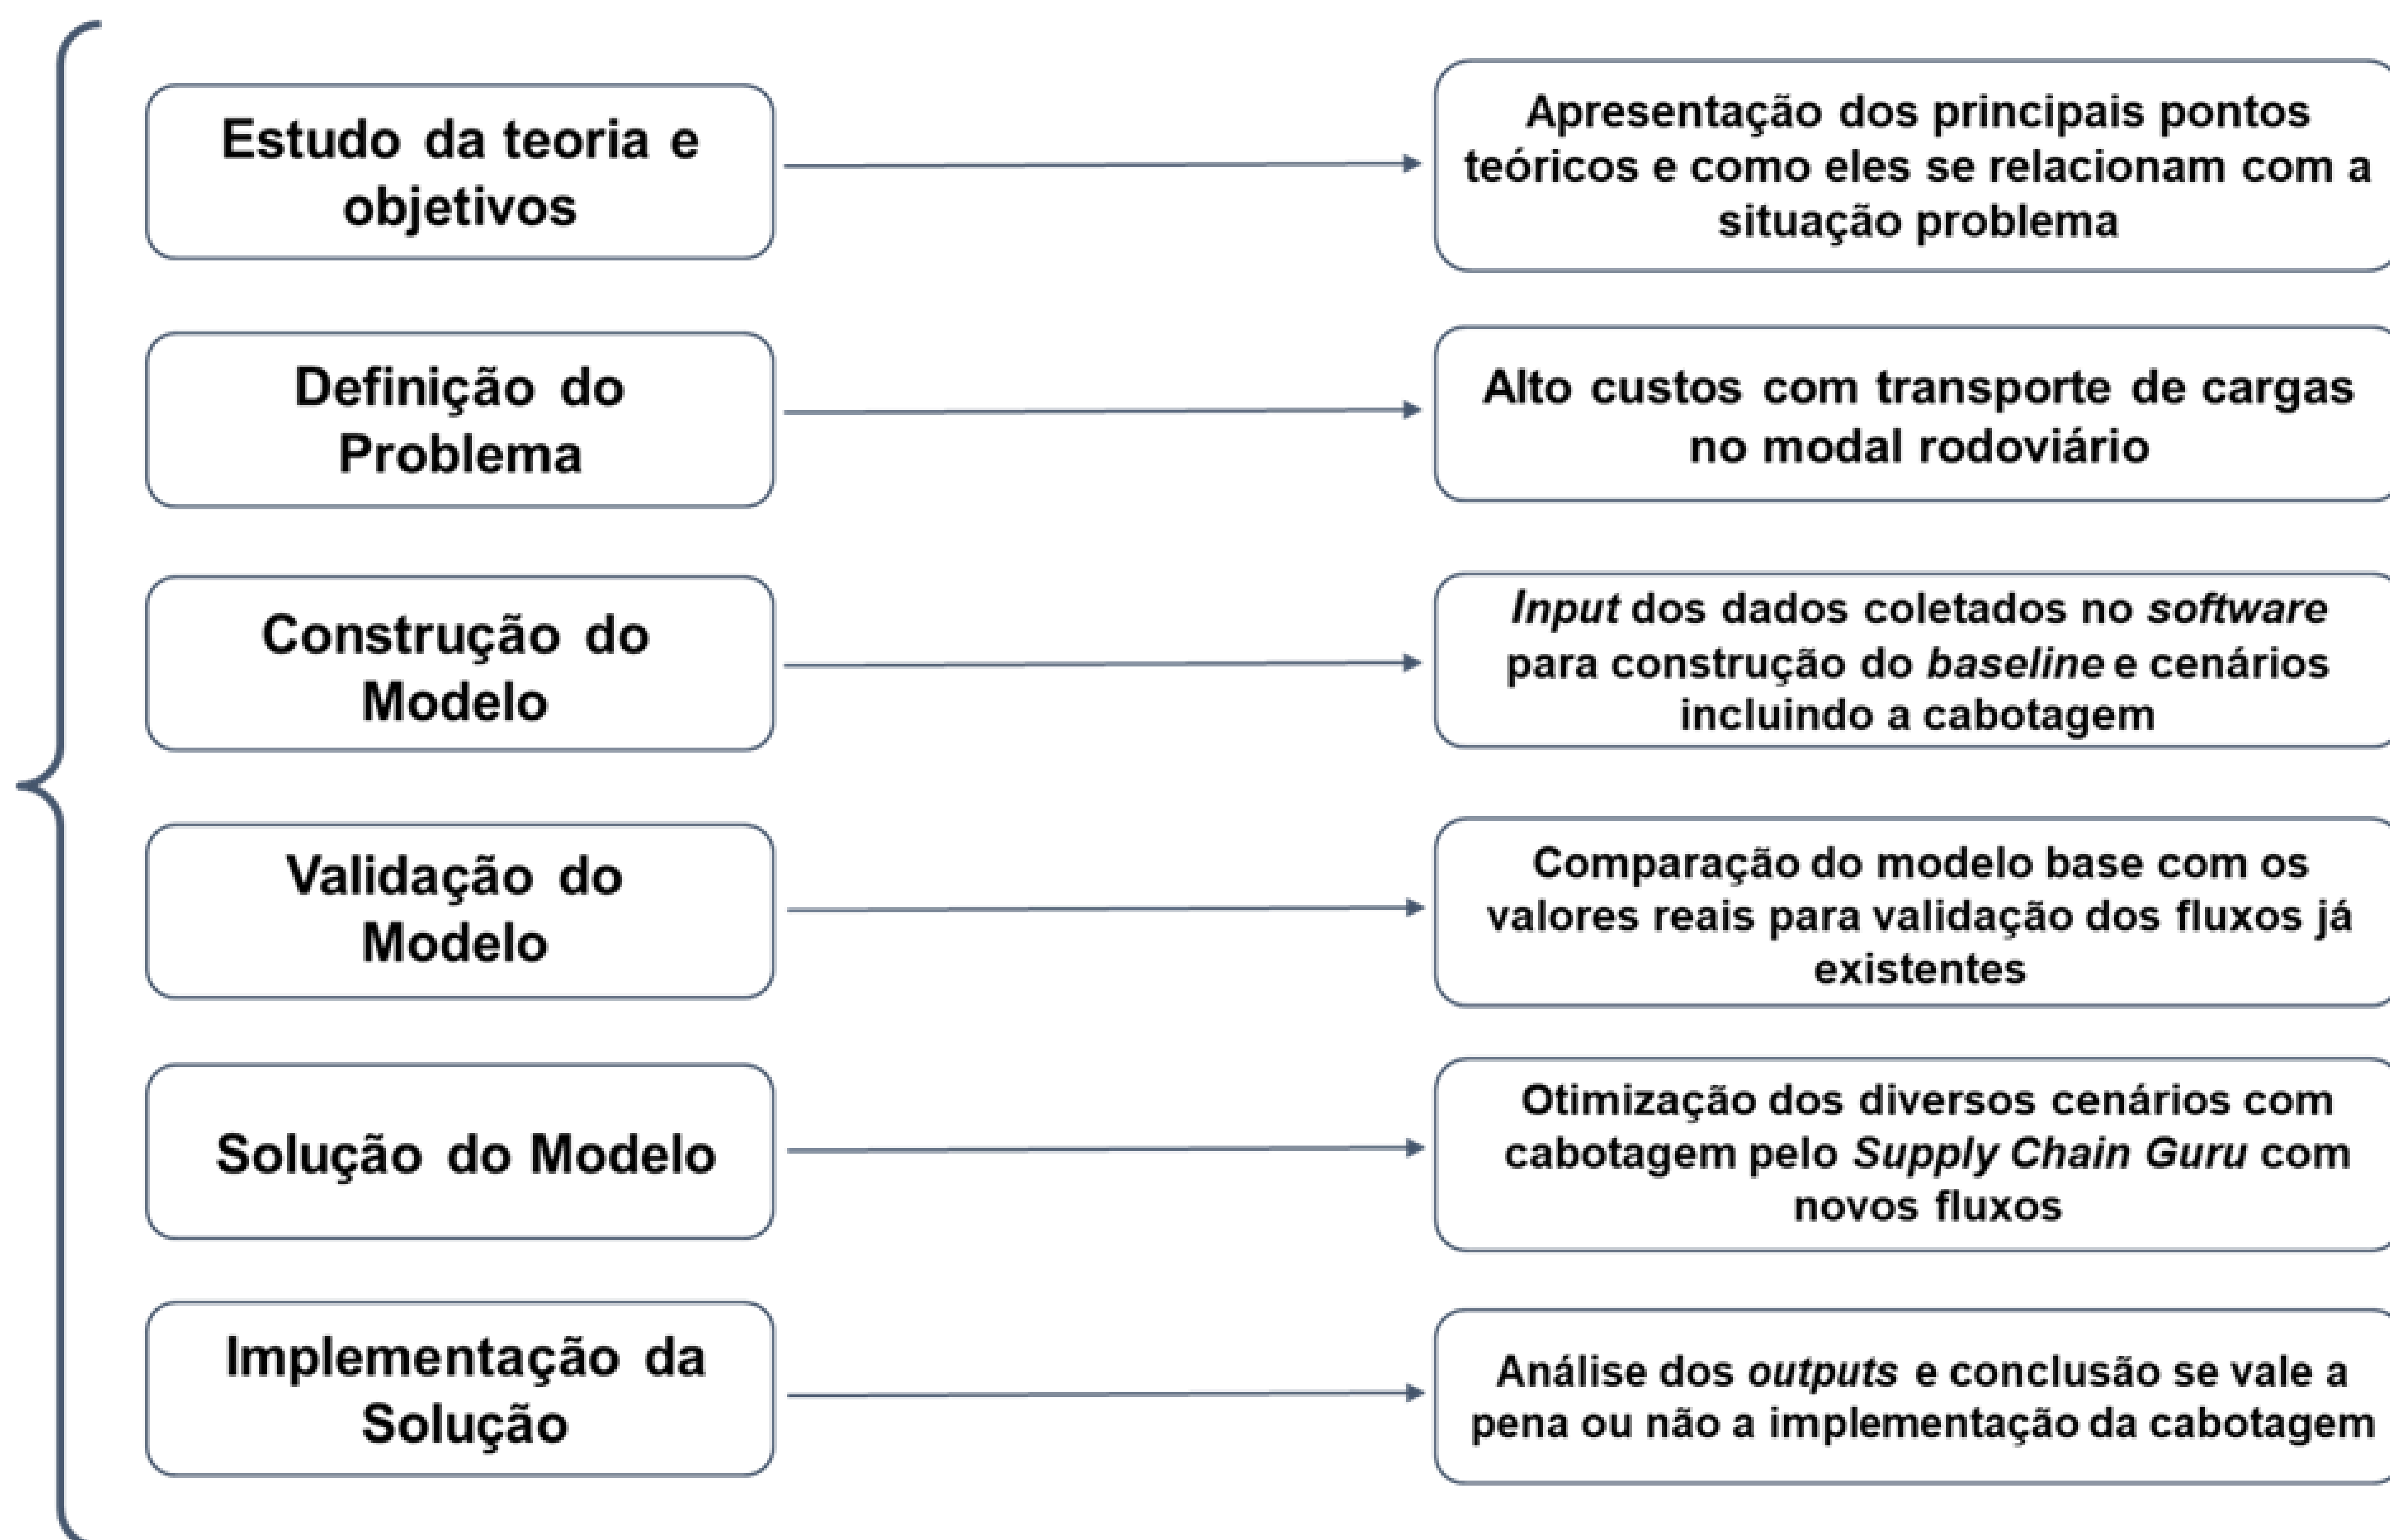 Estudo da teoria e
objetivos
Apresentação dos principais pontos
teóricos e como eles se relacionam com a
situação problema
Definição do
Problema
Alto custos com transporte de cargas
no modal rodoviário
Construção do
Modelo
Input dos dados coletados no software
para construção do baseline e cenários
incluindo a cabotagem
Validação do
Modelo
Comparação do modelo base com os
valores reais para validação dos fluxos já
existentes
Solução do Modelo
Otimização dos diversos cenários com
cabotagem pelo Supply Chain Guru com
novos fluxos
Implementação da
Solução
Análise dos outputs e conclusão se vale a
pena ou não a implementação da cabotagem